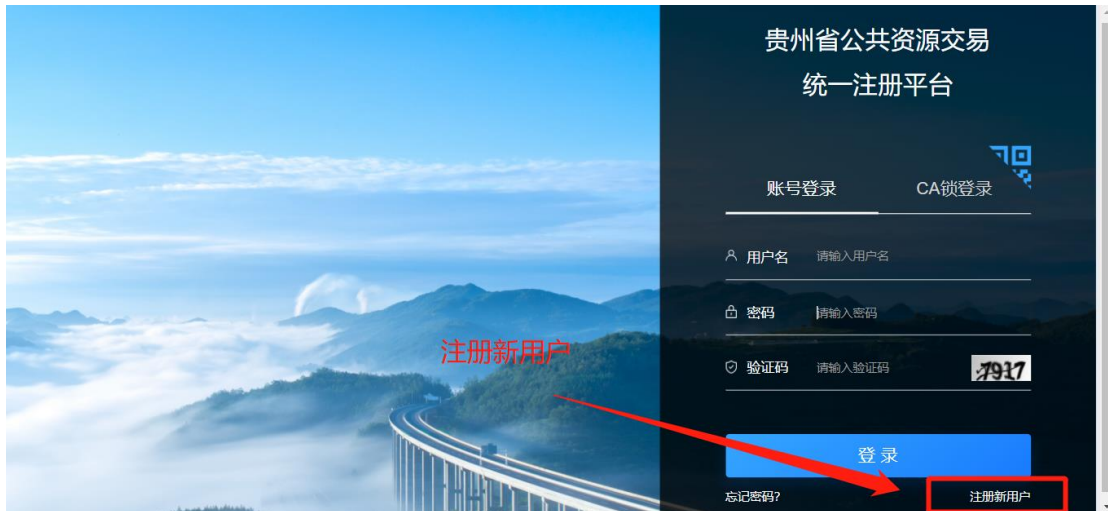 贵州省公共资源交易
统一注册平台
账号登录 CA锁登录
用户名 请输入用户名
密码 请输入密码
注册新用户
验证码 请输入验证码 7917
登录
忘记密码? 注册新用户